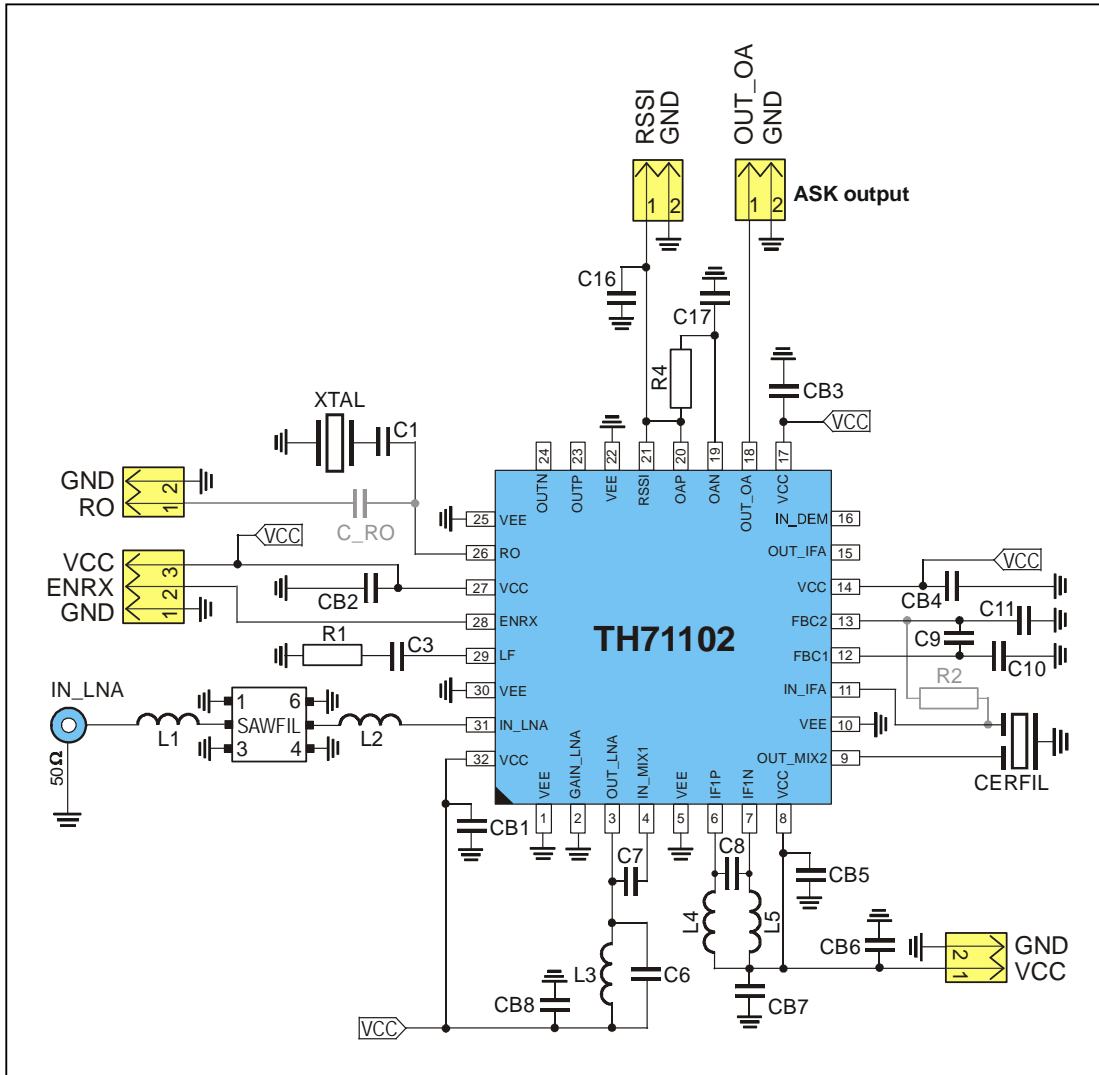 RSSI
GND
OUT_OA
GND
1
2
1
2
ASK output
C16
C17
R4
CB3
VCC
XTAL
C1
GND
2
RO
1
C_RO
VCC
VCC
3
ENRX
2
GND
1
CB2
R1
C3
IN_LNA
50Ω
L1
1
6
SAWFIL
3
4
L2
24
23
22
21
20
19
18
17
OUTN
OUTP
VEE
RSSI
OAP
OAN
OUT_OA
VCC
25
VEE
26
RO
27
VCC
28
ENRX
29
LF
30
VEE
31
IN_LNA
32
VCC
TH71102
IN_DEM
16
OUT_IFA
15
VCC
14
FBC2
13
FBC1
12
IN_IFA
11
VEE
10
OUT_MIX2
9
VEE
GAIN_LNA
OUT_LNA
IN_MIX1
VEE
IF1P
IF1N
VCC
1
2
3
4
5
6
7
8
VCC
CB4
C11
C9
C10
R2
CERFIL
CB1
C7
C8
CB5
L4
L5
CB6
2
GND
1
VCC
L3
C6
CB8
CB7
VCC